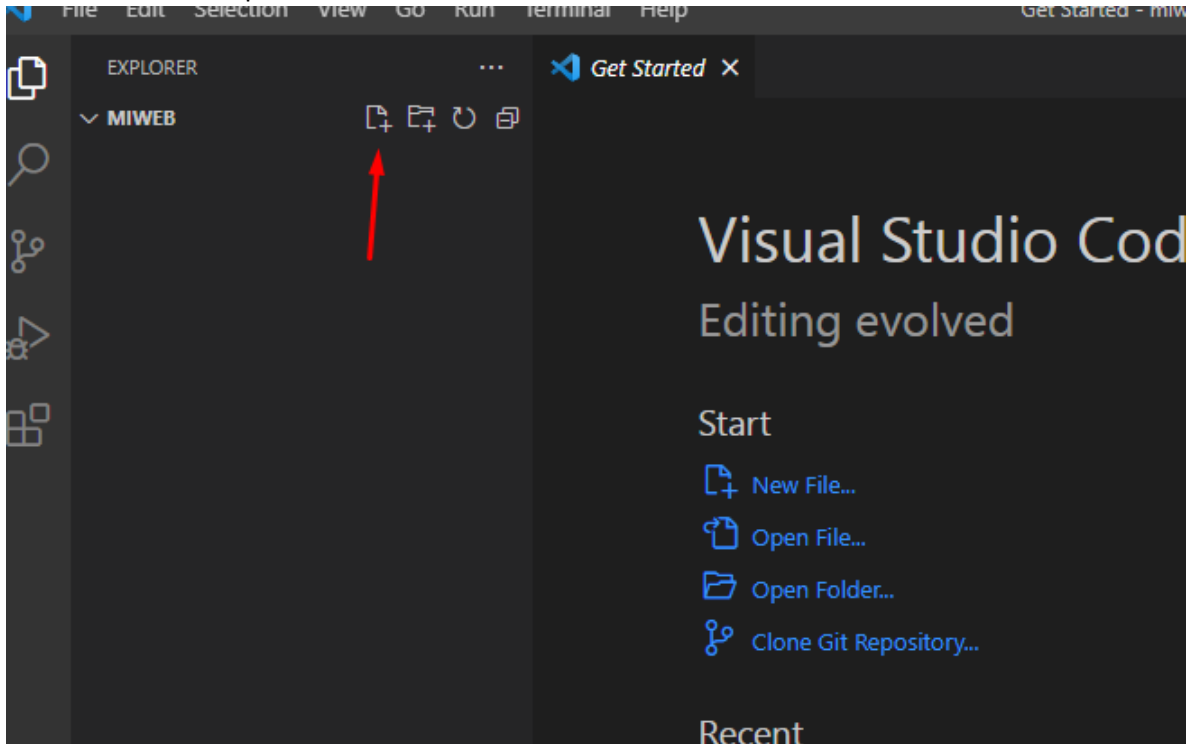 File Edit Selection View Go Run Terminal Help Get Started - miw
EXPLORER
Get Started
MIWEB
Visual Studio Cod
Editing evolved
Start
New File...
Open File...
Open Folder...
Clone Git Repository...
Recent